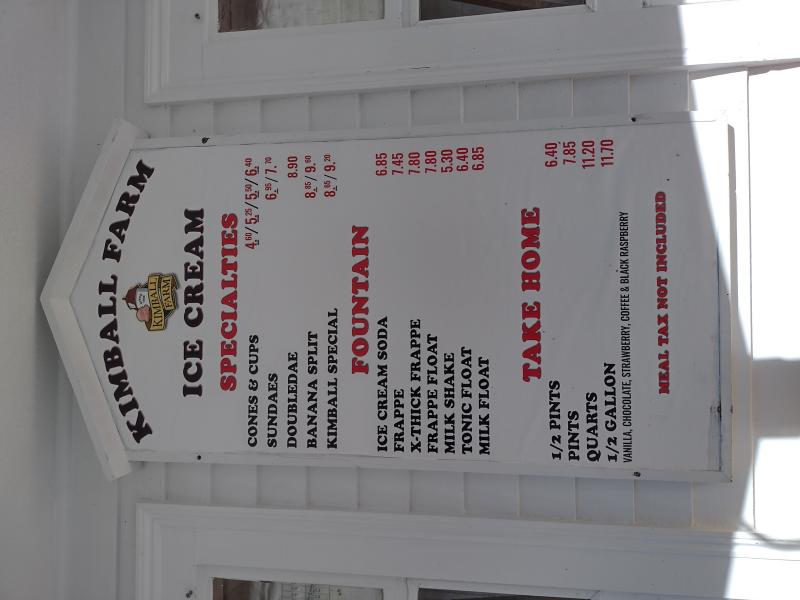 KIMBALL FARM
KIMBALL
FARM
ICE CREAM
SPECIALTIES
CONES & CUPS 4.60/5.25/5.50/6.40
SUNDAES 6.95/7.70
DOUBLEDAE 8.90
BANANA SPLIT 8.85/9.60
KIMBALL SPECIAL 8.65/9.20
FOUNTAIN
ICE CREAM SODA 6.85
FRAPPE 7.45
X-THICK FRAPPE 7.80
FRAPPE FLOAT 7.80
MILK SHAKE 5.30
TONIC FLOAT 6.40
MILK FLOAT 6.85
TAKE HOME
1/2 PINTS 6.40
PINTS 7.85
QUARTS 11.20
1/2 GALLON 11.70
VANILLA, CHOCOLATE, STRAWBERRY, COFFEE & BLACK RASPBERRY
MEAL TAX NOT INCLUDED